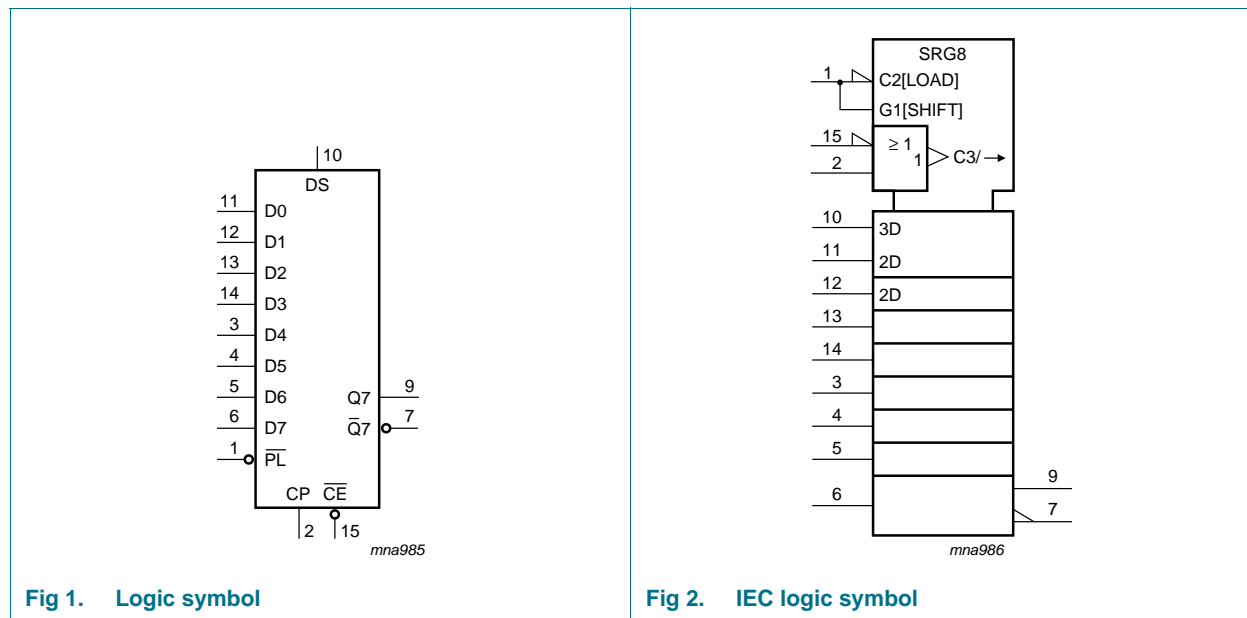 10
DS
11 D0
12 D1
13 D2
14 D3
3 D4
4 D5
5 D6 Q7 9
6 D7 Q̅7 7
1 P̅L̅
CP C̅E̅
2 15
mna985
Fig 1. Logic symbol
SRG8
1 C2[LOAD]
G1[SHIFT]
15 ≥ 1
1 C3/→
2
10 3D
11 2D
12 2D
13
14
3
4
5
9
6
7
mna986
Fig 2. IEC logic symbol